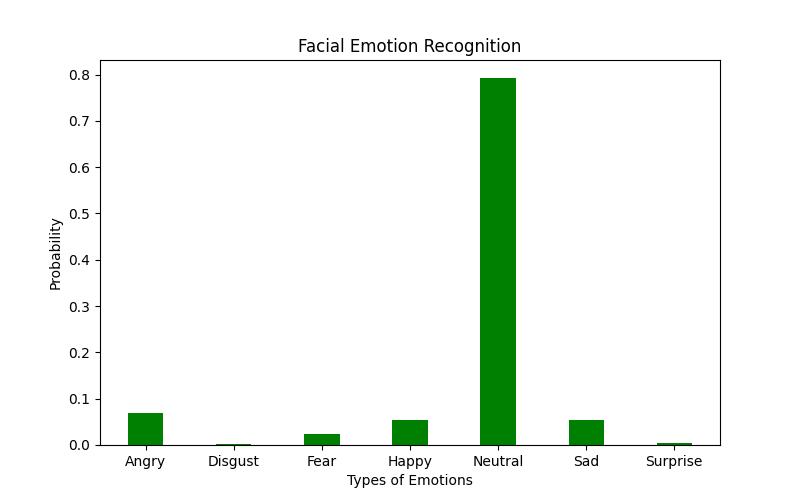 Facial Emotion Recognition
0.8
0.7
0.6
0.5
0.4
0.3
0.2
0.1
0.0
Probability
Angry Disgust Fear Happy Neutral Sad Surprise
Types of Emotions